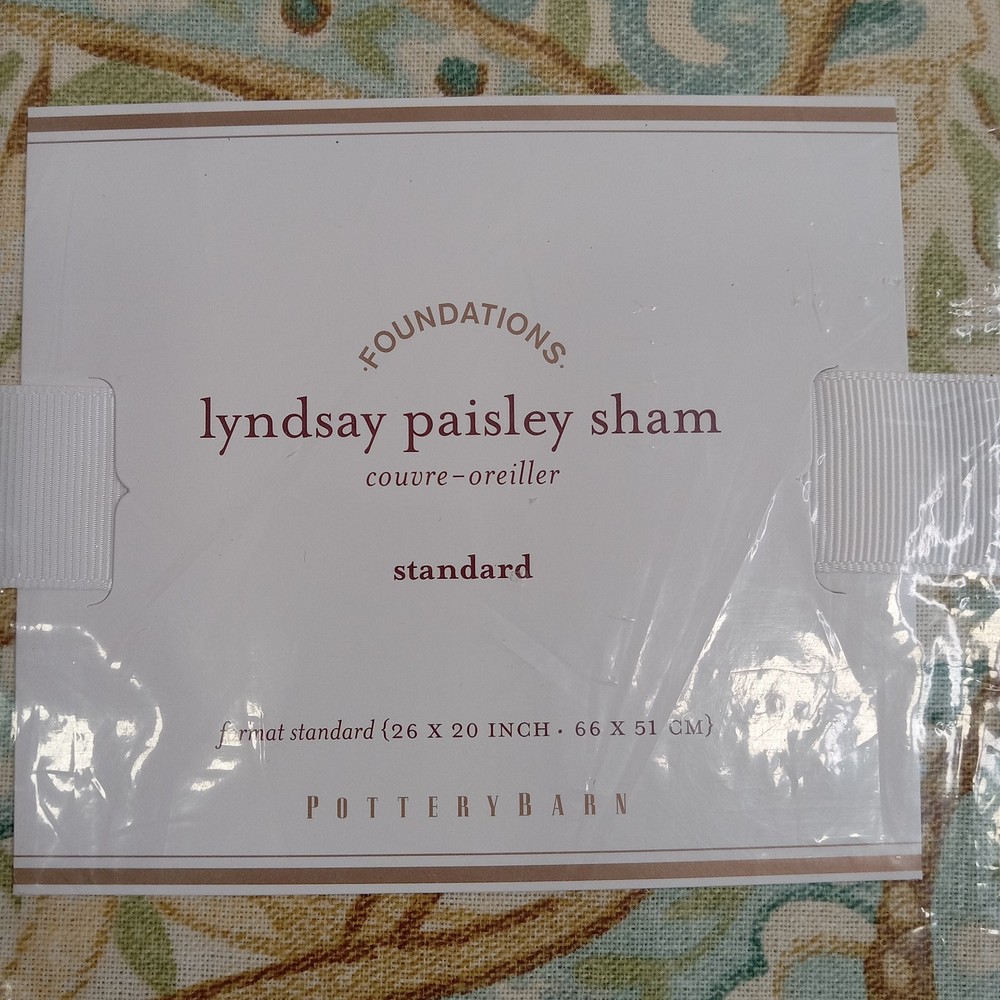 ·FOUNDATIONS·
lyndsay paisley sham
couvre-oreiller
standard
format standard {26 X 20 INCH · 66 X 51 CM}
POTTERYBARN